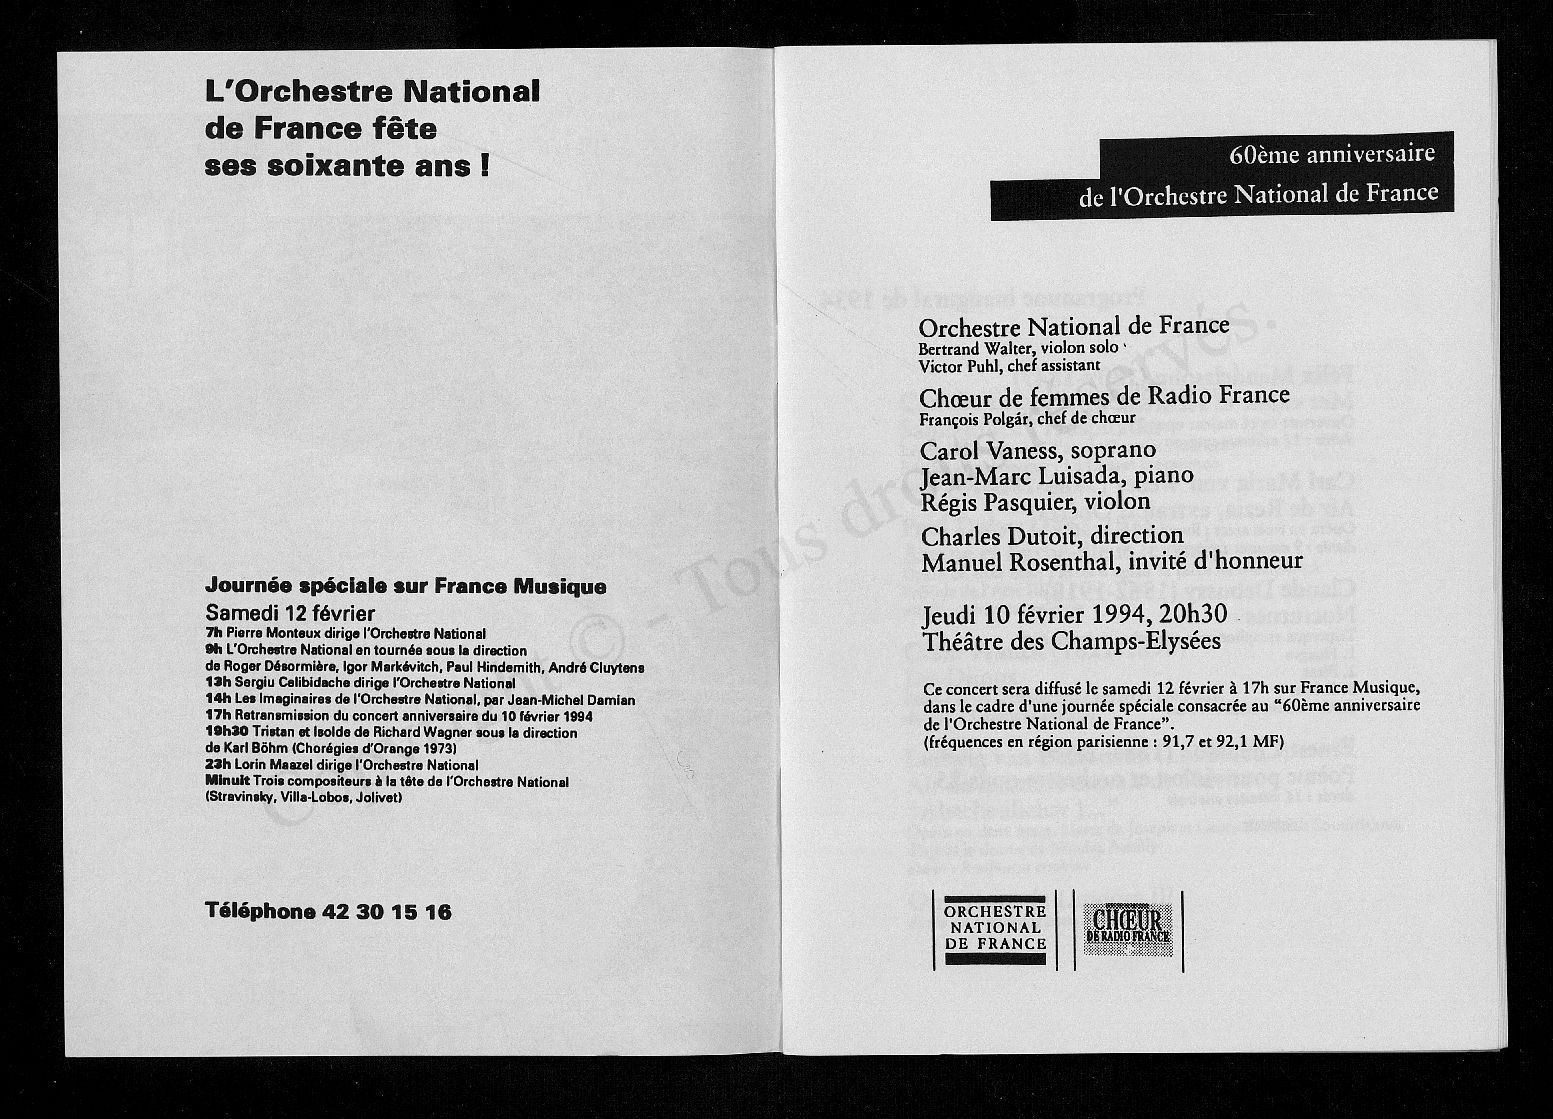 L'Orchestre National
de France fête
ses soixante ans !
Journée spéciale sur France Musique
Samedi 12 février
7h Pierre Monteux dirige l'Orchestre National
9h L'Orchestre National en tournée sous la direction
de Roger Désormière, Igor Markévitch, Paul Hindemith, André Cluytens
13h Sergiu Calibidache dirige l'Orchestre National
14h Les Imaginaires de l'Orchestre National, par Jean-Michel Damian
17h Retransmission du concert anniversaire du 10 février 1994
19h30 Tristan et Isolde de Richard Wagner sous la direction
de Karl Böhm (Chorégies d'Orange 1973)
23h Lorin Maazel dirige l'Orchestre National
Minuit Trois compositeurs à la tête de l'Orchestre National
(Stravinsky, Villa-Lobos, Jolivet)
Téléphone 42 30 15 16
60ème anniversaire
de l'Orchestre National de France
Orchestre National de France
Bertrand Walter, violon solo
Victor Puhl, chef assistant
Chœur de femmes de Radio France
François Polgár, chef de chœur
Carol Vaness, soprano
Jean-Marc Luisada, piano
Régis Pasquier, violon
Charles Dutoit, direction
Manuel Rosenthal, invité d'honneur
Jeudi 10 février 1994, 20h30
Théâtre des Champs-Elysées
Ce concert sera diffusé le samedi 12 février à 17h sur France Musique,
dans le cadre d'une journée spéciale consacrée au “60ème anniversaire
de l'Orchestre National de France”.
(fréquences en région parisienne : 91,7 et 92,1 MF)
ORCHESTRE
NATIONAL
DE FRANCE
CHŒUR
DE RADIO FRANCE
© - Tous droits réservés.